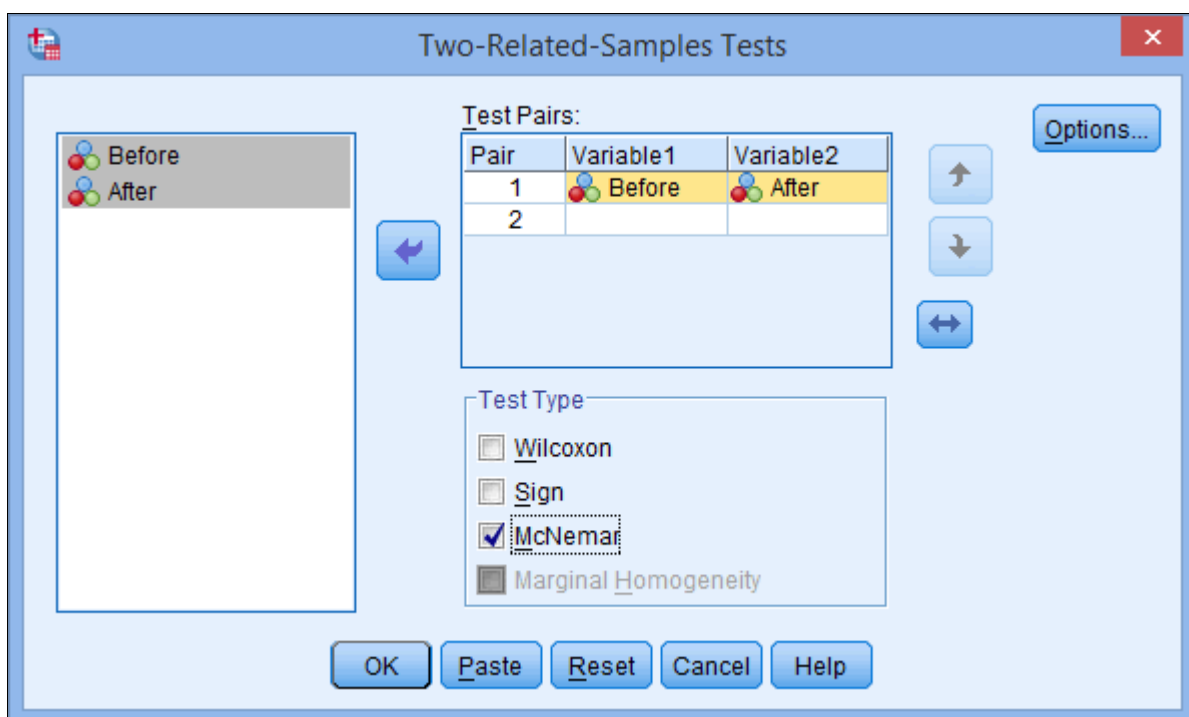 Two-Related-Samples Tests
Before
After
Test Pairs:
Pair Variable1 Variable2
1 Before After
2
Options...
Test Type
Wilcoxon
Sign
McNemar
Marginal Homogeneity
OK Paste Reset Cancel Help